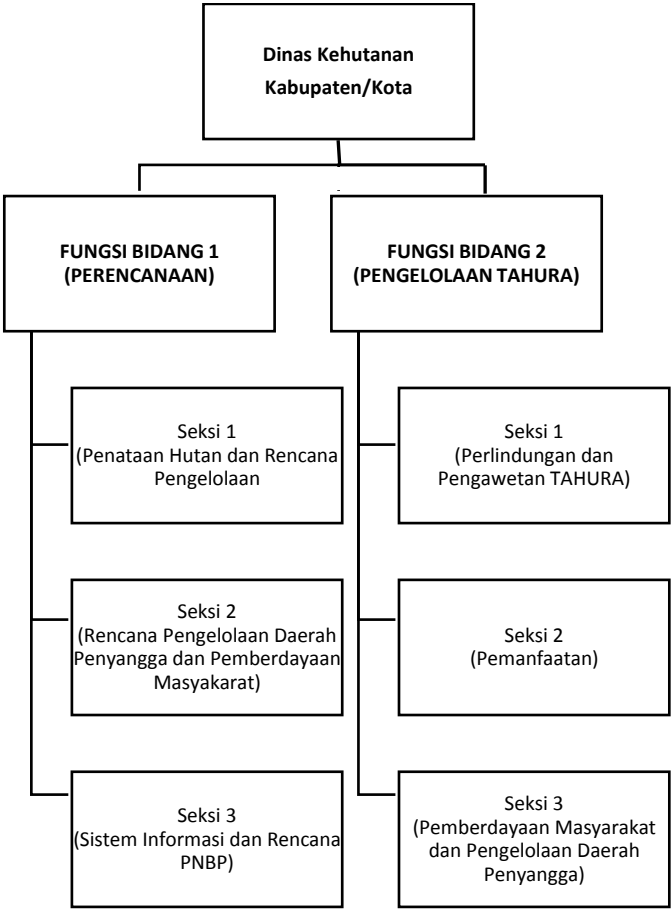 Dinas Kehutanan
Kabupaten/Kota
FUNGSI BIDANG 1
(PERENCANAAN)
FUNGSI BIDANG 2
(PENGELOLAAN TAHURA)
Seksi 1
(Penataan Hutan dan Rencana
Pengelolaan
Seksi 1
(Perlindungan dan
Pengawetan TAHURA)
Seksi 2
(Rencana Pengelolaan Daerah
Penyangga dan Pemberdayaan
Masyakarat)
Seksi 2
(Pemanfaatan)
Seksi 3
(Sistem Informasi dan Rencana
PNBP)
Seksi 3
(Pemberdayaan Masyarakat
dan Pengelolaan Daerah
Penyangga)